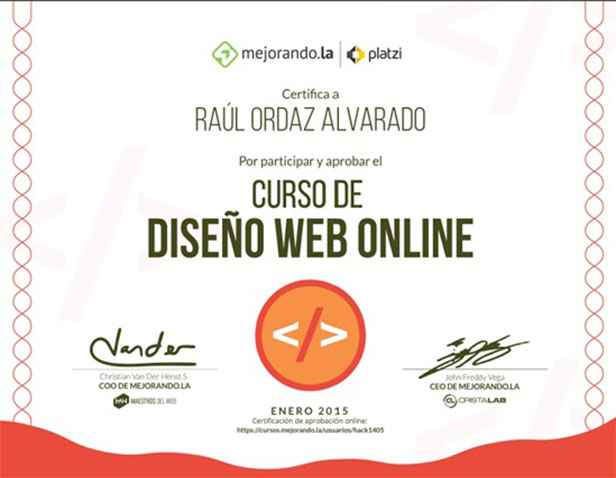 mejorando.la platzi
Certifica a
RAÚL ORDAZ ALVARADO
Por participar y aprobar el
CURSO DE
DISEÑO WEB ONLINE
</>
Vander
Christian Van Der Henst S
COO DE MEJORANDO.LA
MW MAESTROS DEL WEB
John Freddy Vega
CEO DE MEJORANDO.LA
CL CRISTALAB
ENERO 2015
Certificación de aprobación online:
https://cursos.mejorando.la/usuarios/hack1405